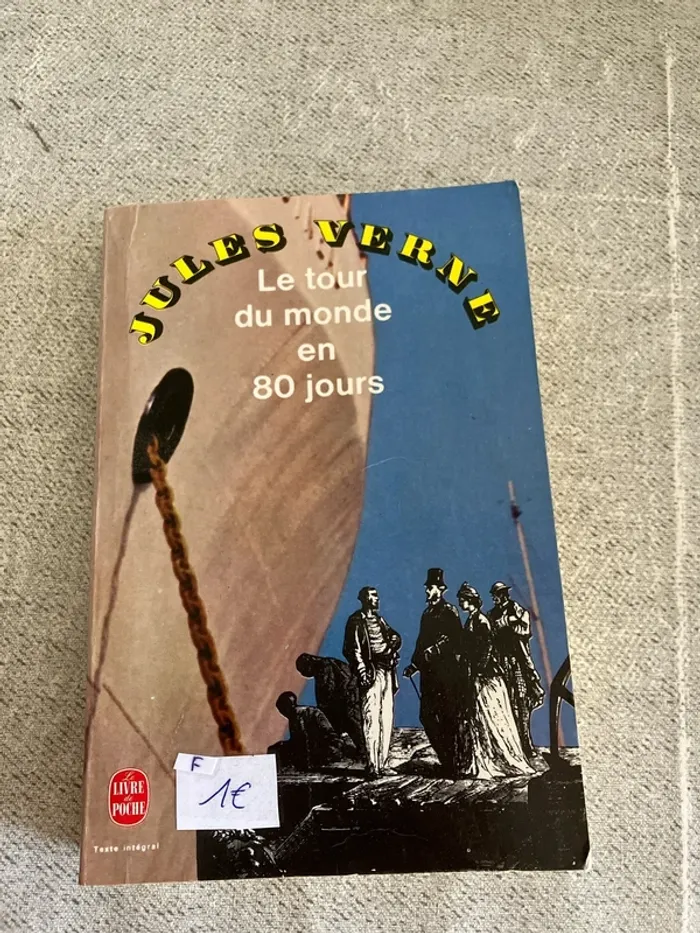 JULES VERNE
Le tour
du monde
en
80 jours
F
1€
Le
LIVRE
de
POCHE
Texte intégral